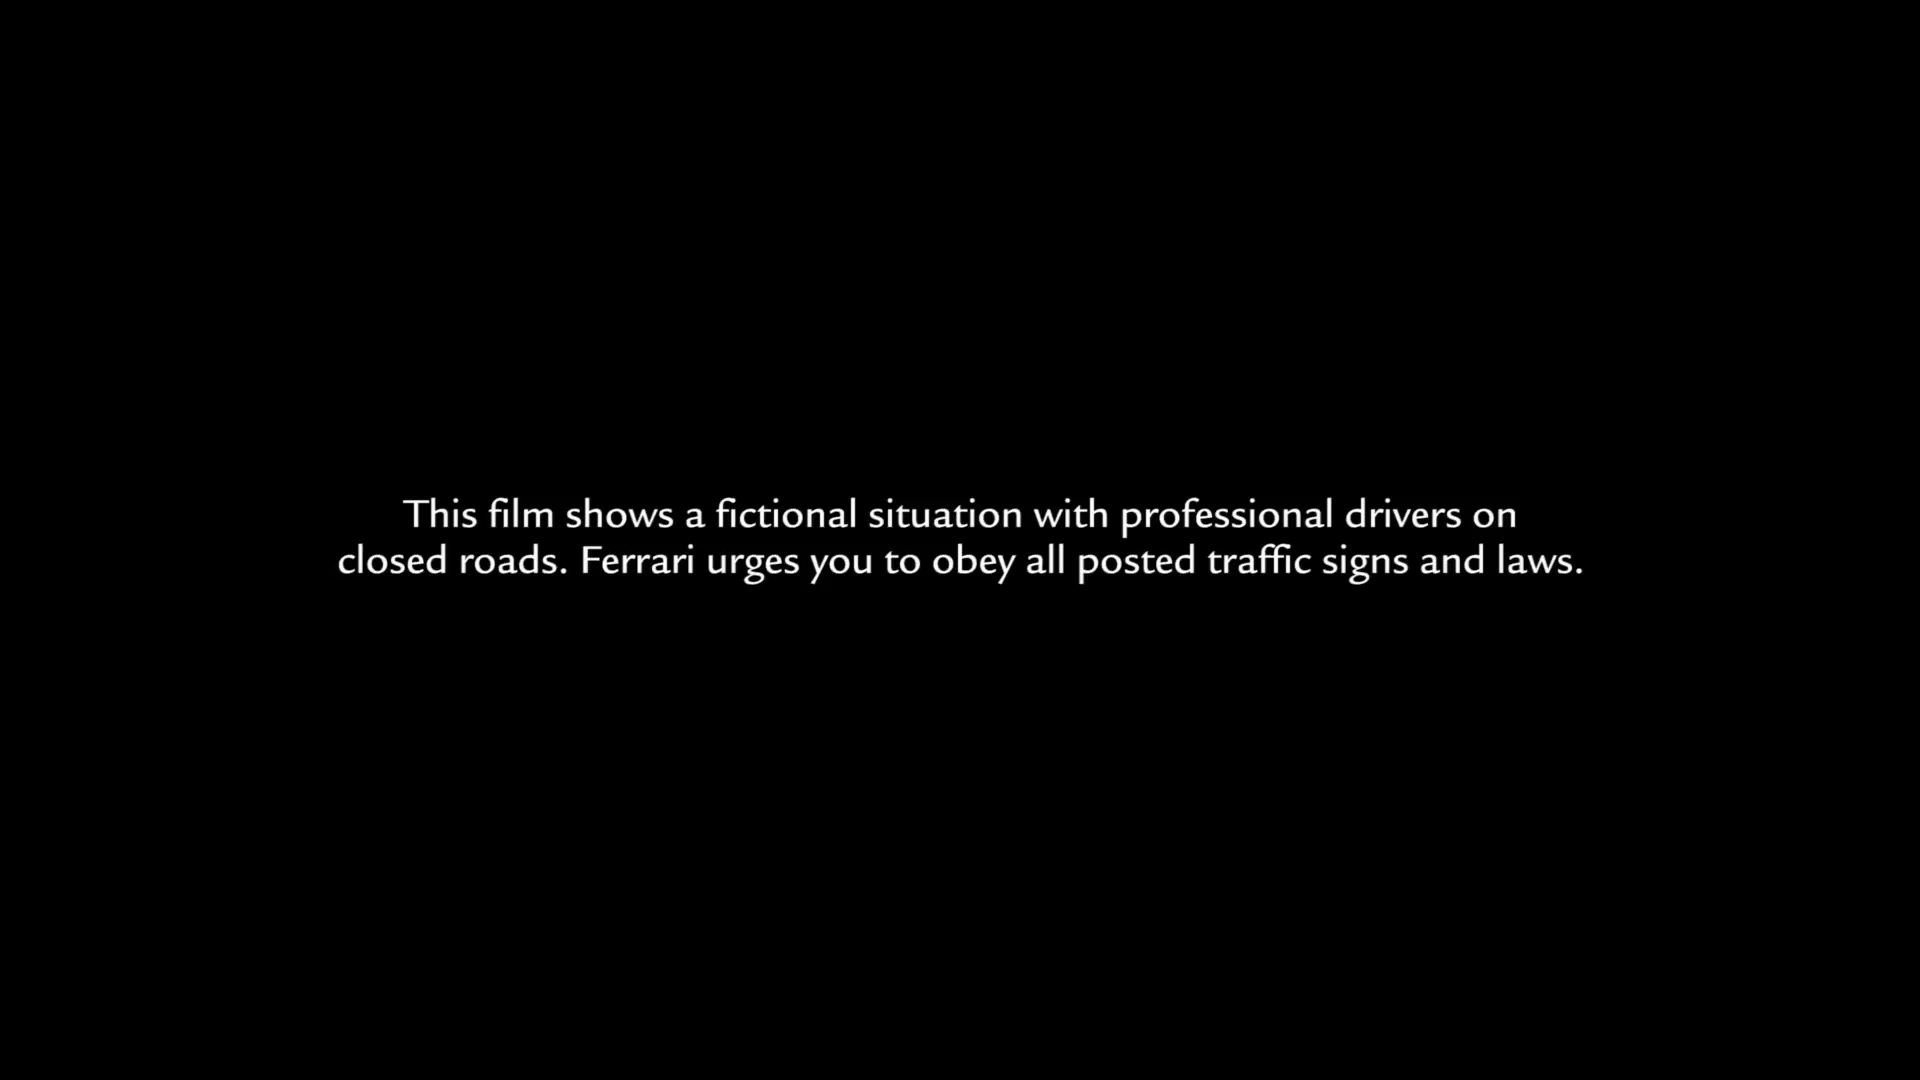 This film shows a fictional situation with professional drivers on
closed roads. Ferrari urges you to obey all posted traffic signs and laws.